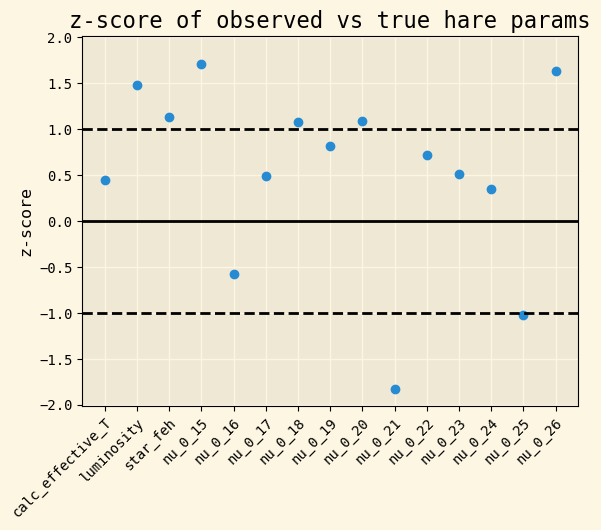 z-score of observed vs true hare params
z-score
2.0
1.5
1.0
0.5
0.0
−0.5
−1.0
−1.5
−2.0
calc_effective_T
luminosity
star_feh
nu_0_15
nu_0_16
nu_0_17
nu_0_18
nu_0_19
nu_0_20
nu_0_21
nu_0_22
nu_0_23
nu_0_24
nu_0_25
nu_0_26